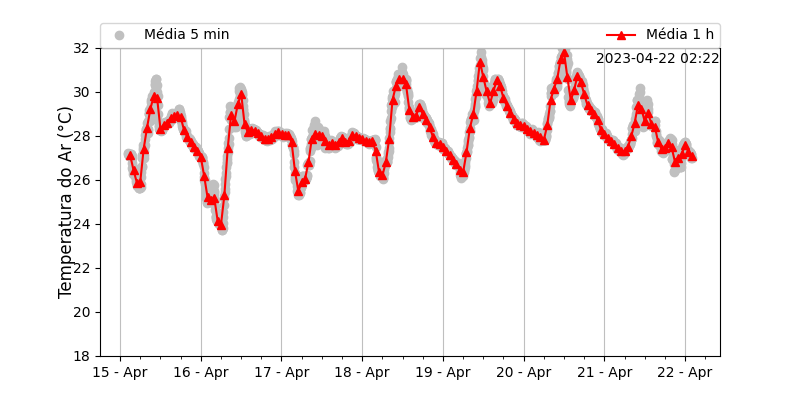 Média 5 min
Média 1 h
2023-04-22 02:22
Temperatura do Ar (°C)
32
30
28
26
24
22
20
18
15 - Apr
16 - Apr
17 - Apr
18 - Apr
19 - Apr
20 - Apr
21 - Apr
22 - Apr